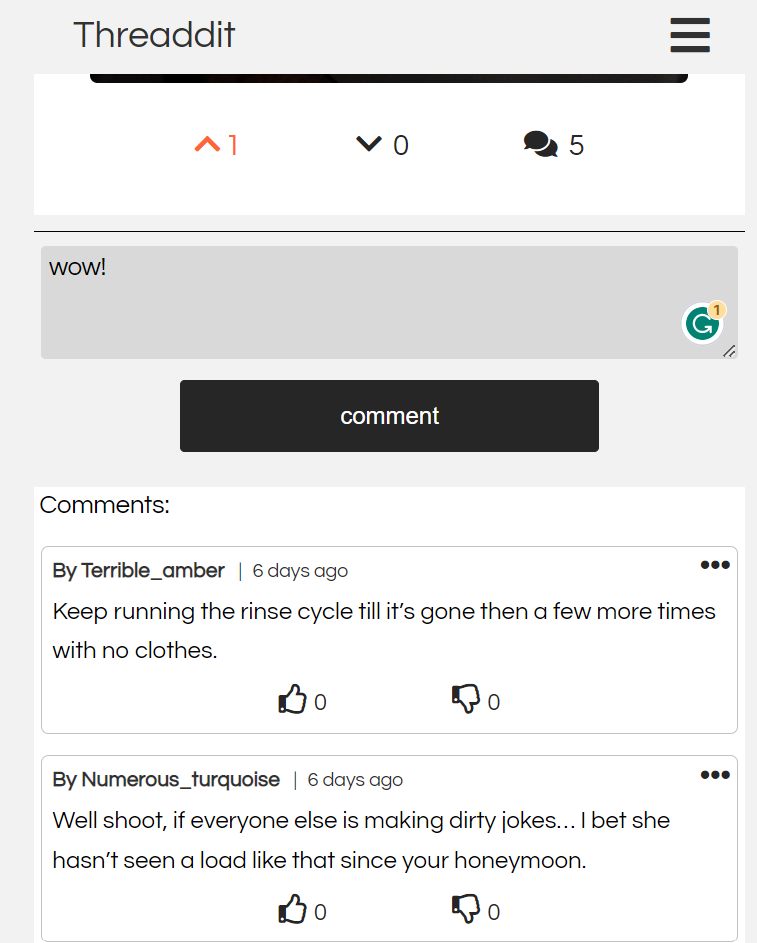 Threaddit
1
0
5
wow!
1
comment
Comments:
By Terrible_amber | 6 days ago
Keep running the rinse cycle till it’s gone then a few more times
with no clothes.
0
0
By Numerous_turquoise | 6 days ago
Well shoot, if everyone else is making dirty jokes… I bet she
hasn’t seen a load like that since your honeymoon.
0
0